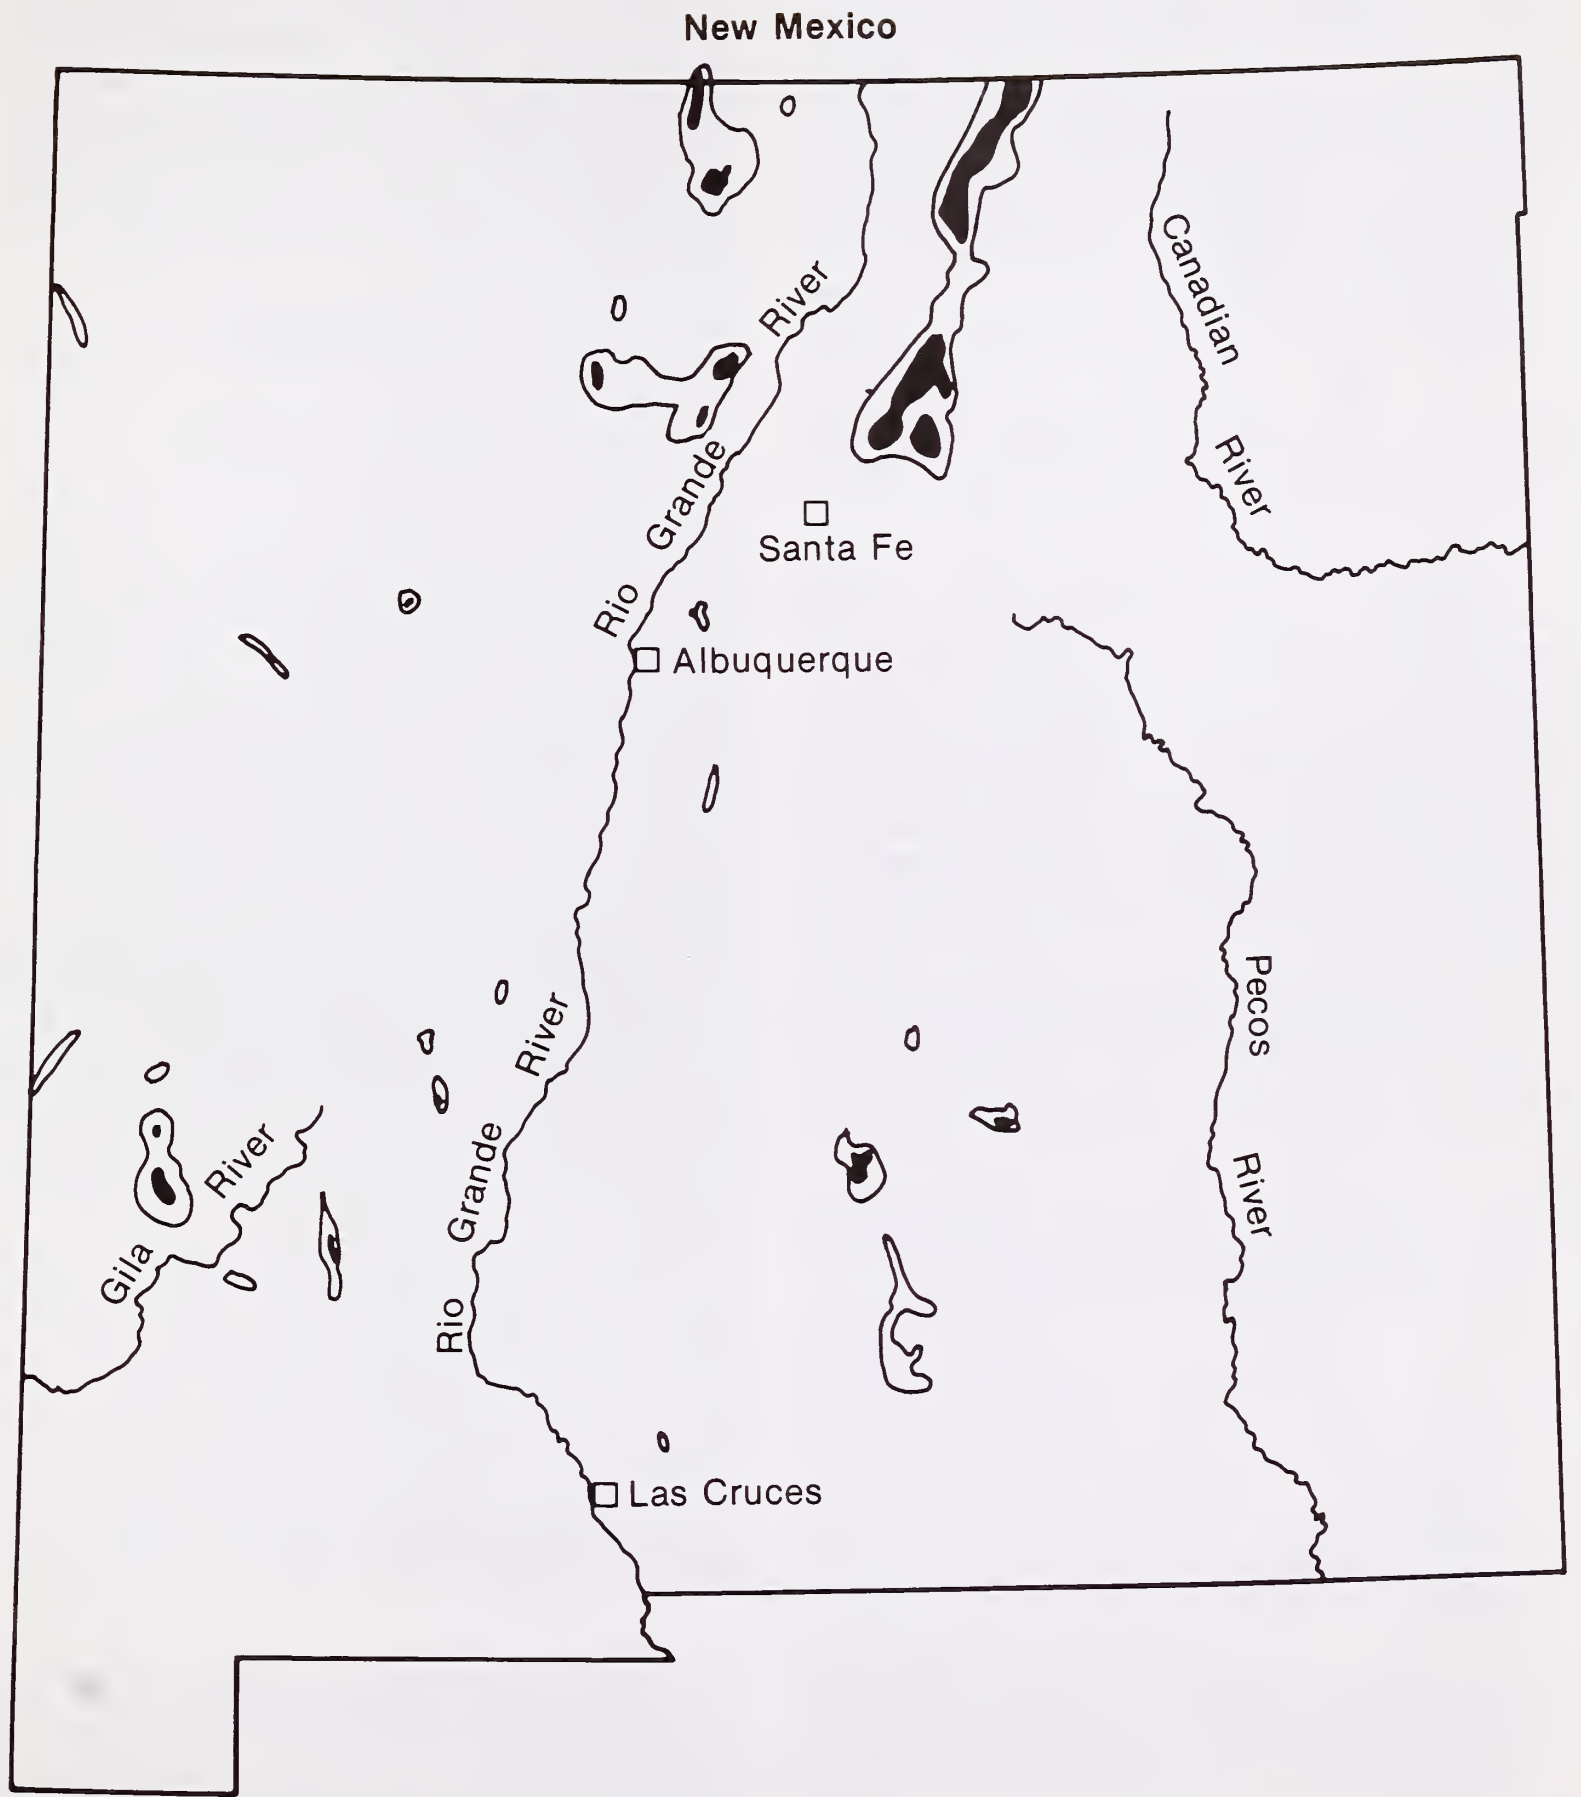 New Mexico
Canadian River
Rio Grande River
Santa Fe
Albuquerque
Pecos River
Rio Grande River
Gila River
Las Cruces